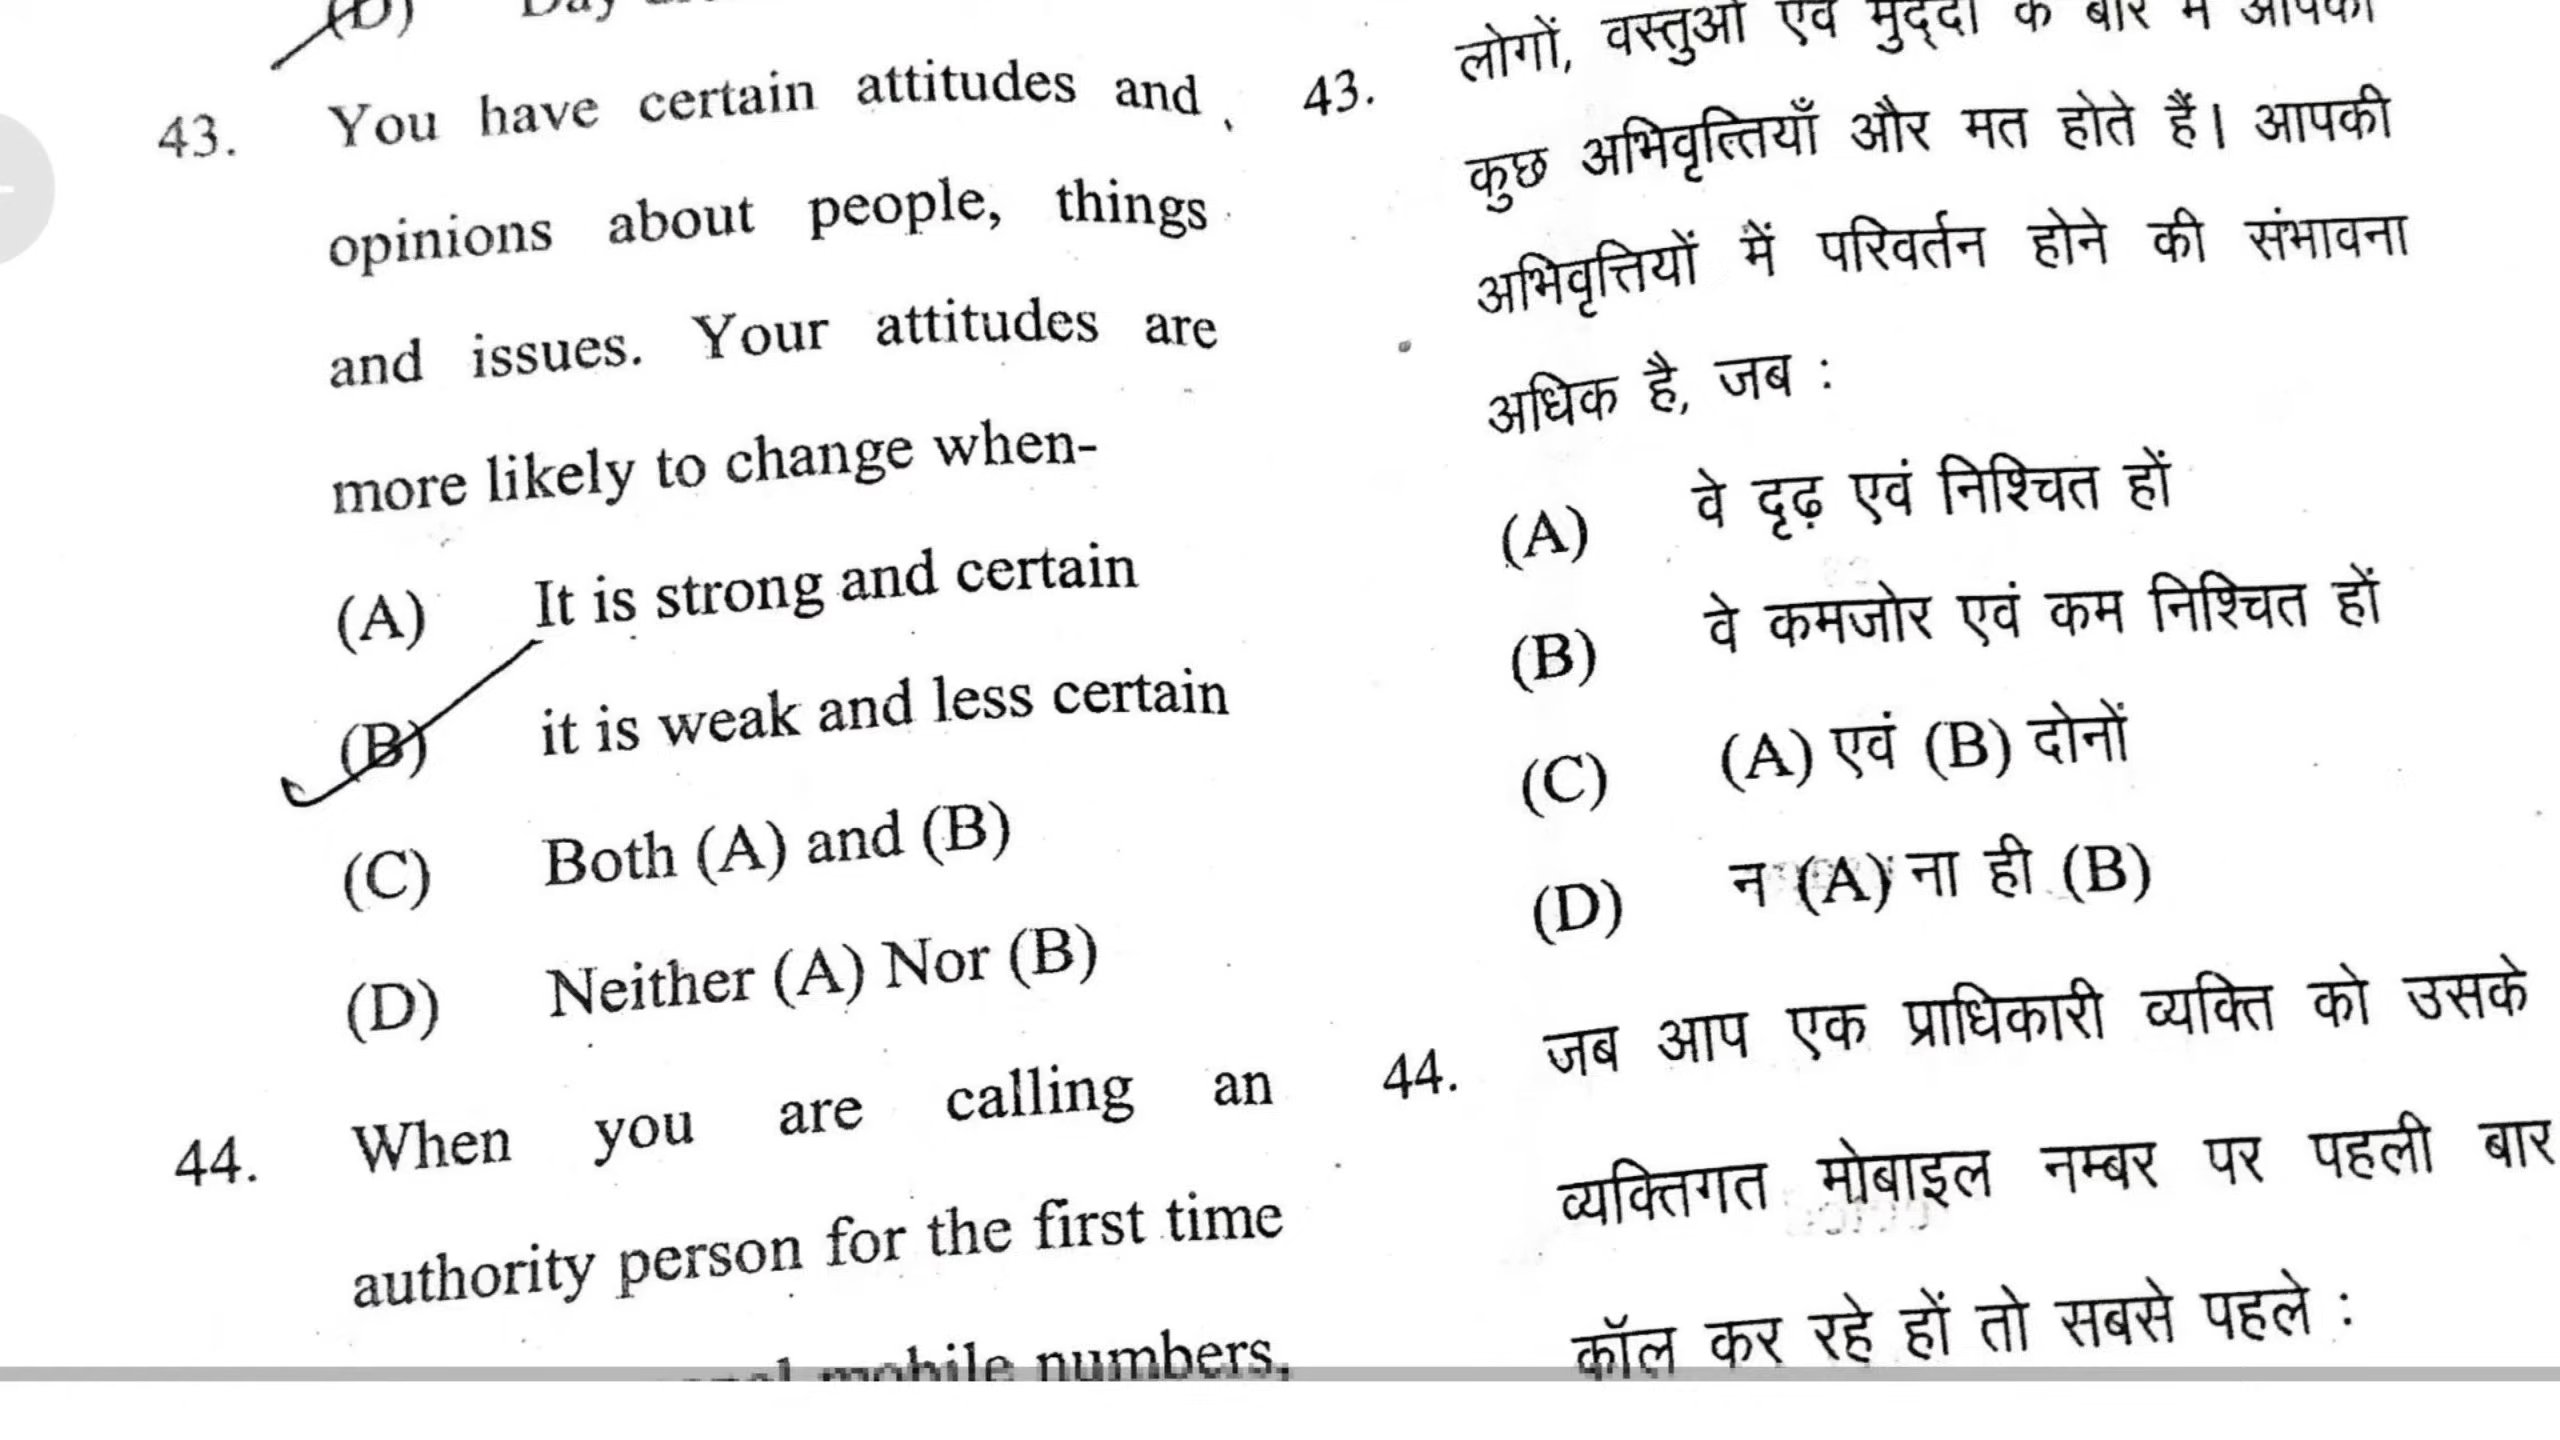 (D) Day
43. You have certain attitudes and
opinions about people, things
and issues. Your attitudes are
more likely to change when-
(A) It is strong and certain
(B) it is weak and less certain
(C) Both (A) and (B)
(D) Neither (A) Nor (B)
44. When you are calling an
authority person for the first time
mobile numbers,
43. लोगों, वस्तुओं एवं मुद्दों के बारे में आपकी
कुछ अभिवृत्तियाँ और मत होते हैं। आपकी
अभिवृत्तियों में परिवर्तन होने की संभावना
अधिक है, जब :
(A) वे दृढ़ एवं निश्चित हों
(B) वे कमजोर एवं कम निश्चित हों
(C) (A) एवं (B) दोनों
(D) न (A) ना ही (B)
44. जब आप एक प्राधिकारी व्यक्ति को उसके
व्यक्तिगत मोबाइल नम्बर पर पहली बार
कॉल कर रहे हों तो सबसे पहले :